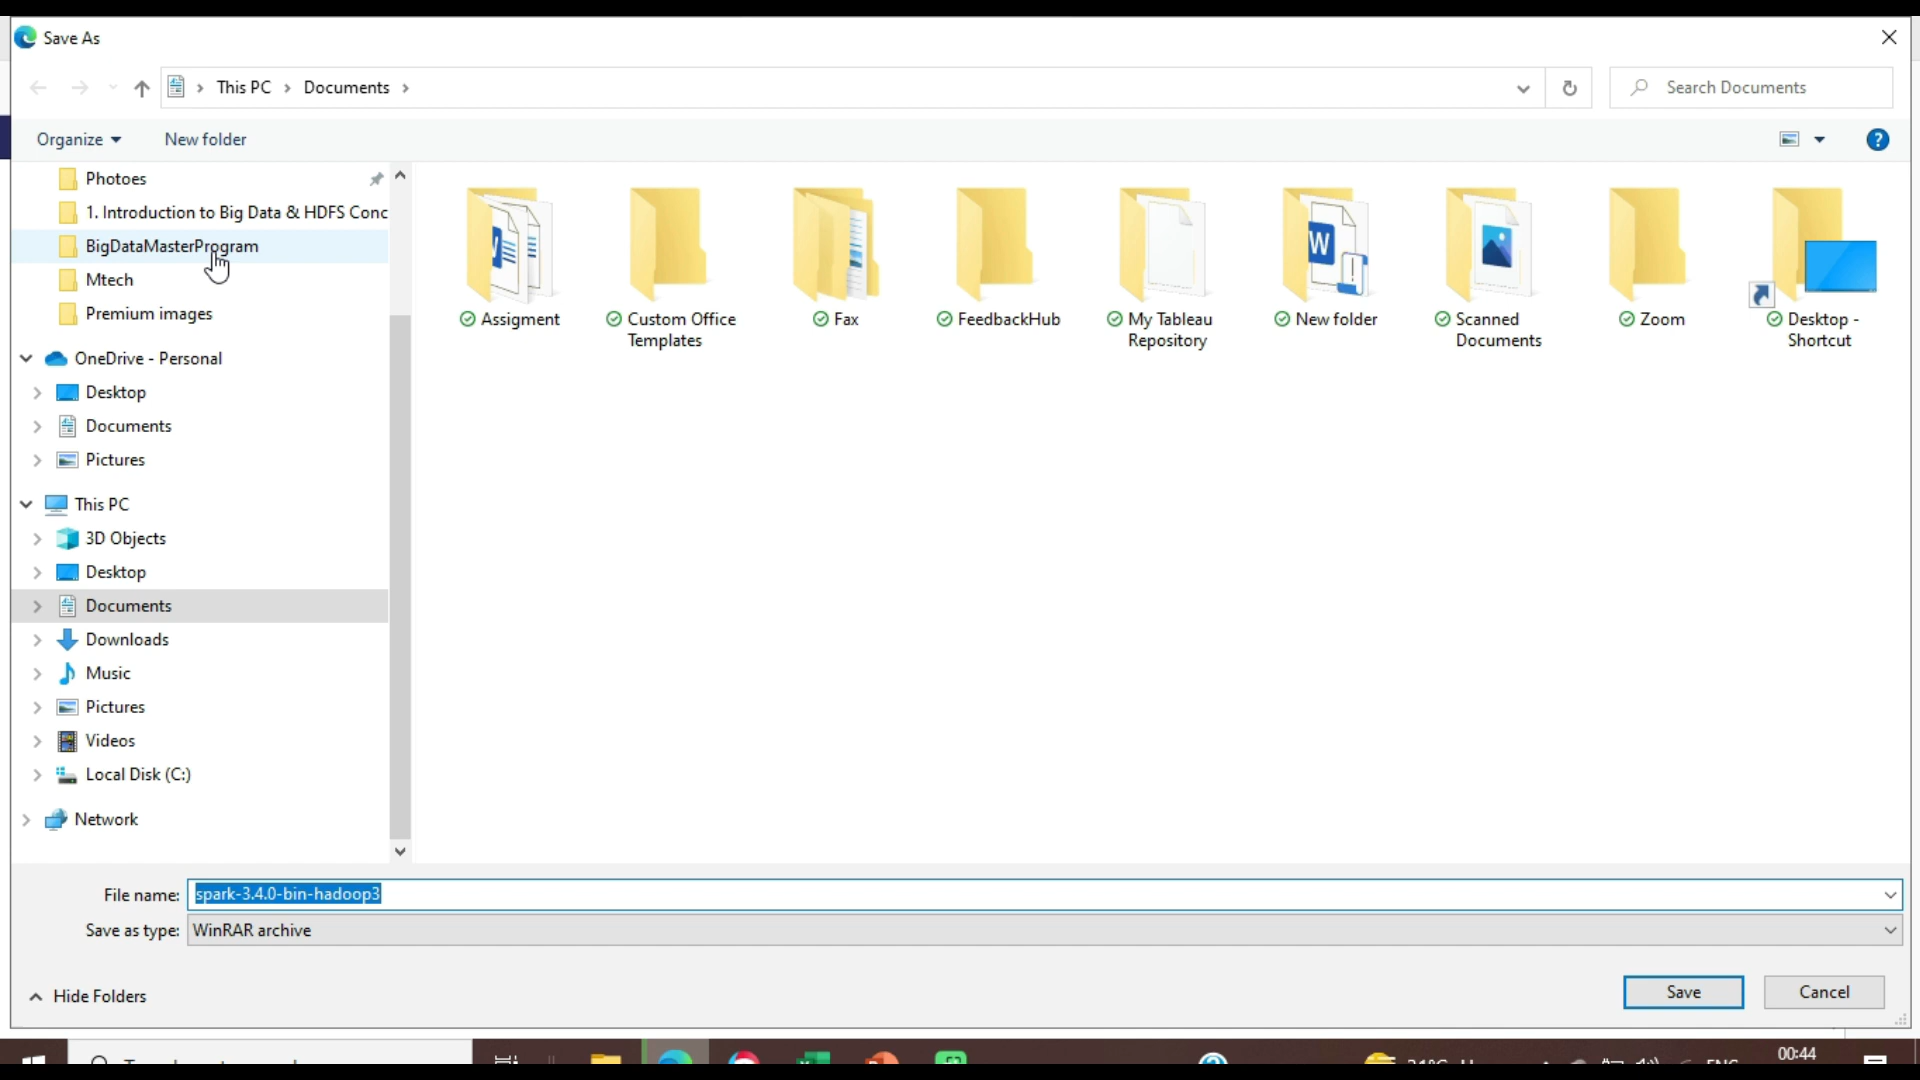 Save As
This PC
Documents
Search Documents
Organize
New folder
Photoes
1. Introduction to Big Data & HDFS Conc
BigDataMasterProgram
Mtech
Premium images
OneDrive - Personal
Desktop
Documents
Pictures
This PC
3D Objects
Desktop
Documents
Downloads
Music
Pictures
Videos
Local Disk (C:)
Network
Assigment
Custom Office
Templates
Fax
FeedbackHub
My Tableau
Repository
New folder
Scanned
Documents
Zoom
Desktop -
Shortcut
File name: spark-3.4.0-bin-hadoop3
Save as type: WinRAR archive
Hide Folders
Save
Cancel
00:44